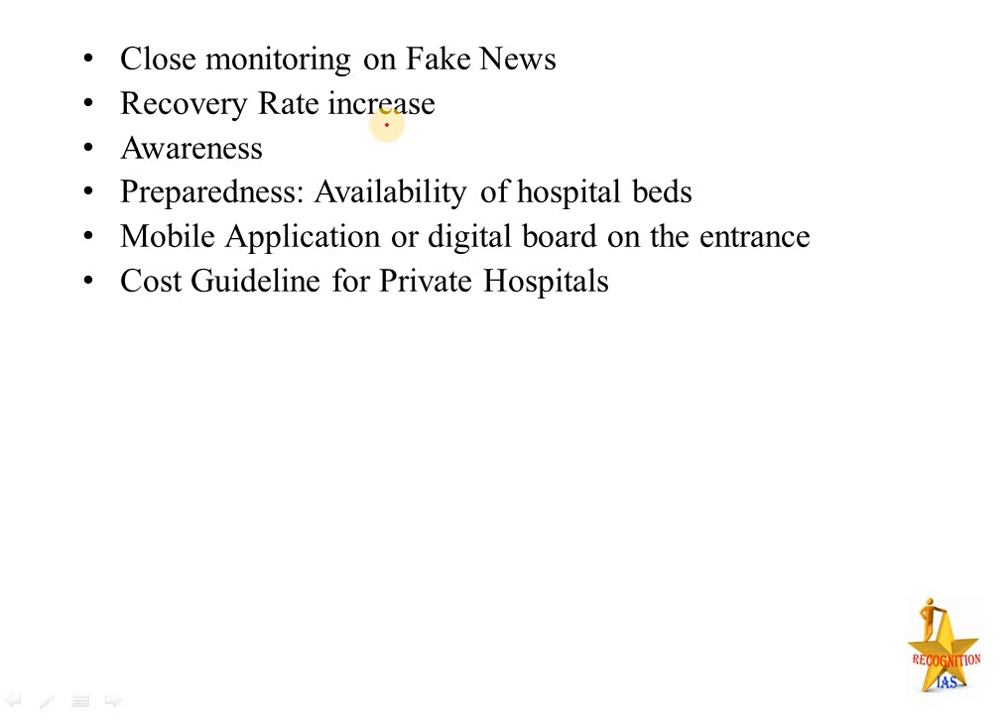 • Close monitoring on Fake News
• Recovery Rate increase
• Awareness
• Preparedness: Availability of hospital beds
• Mobile Application or digital board on the entrance
• Cost Guideline for Private Hospitals
RECOGNITION
IAS